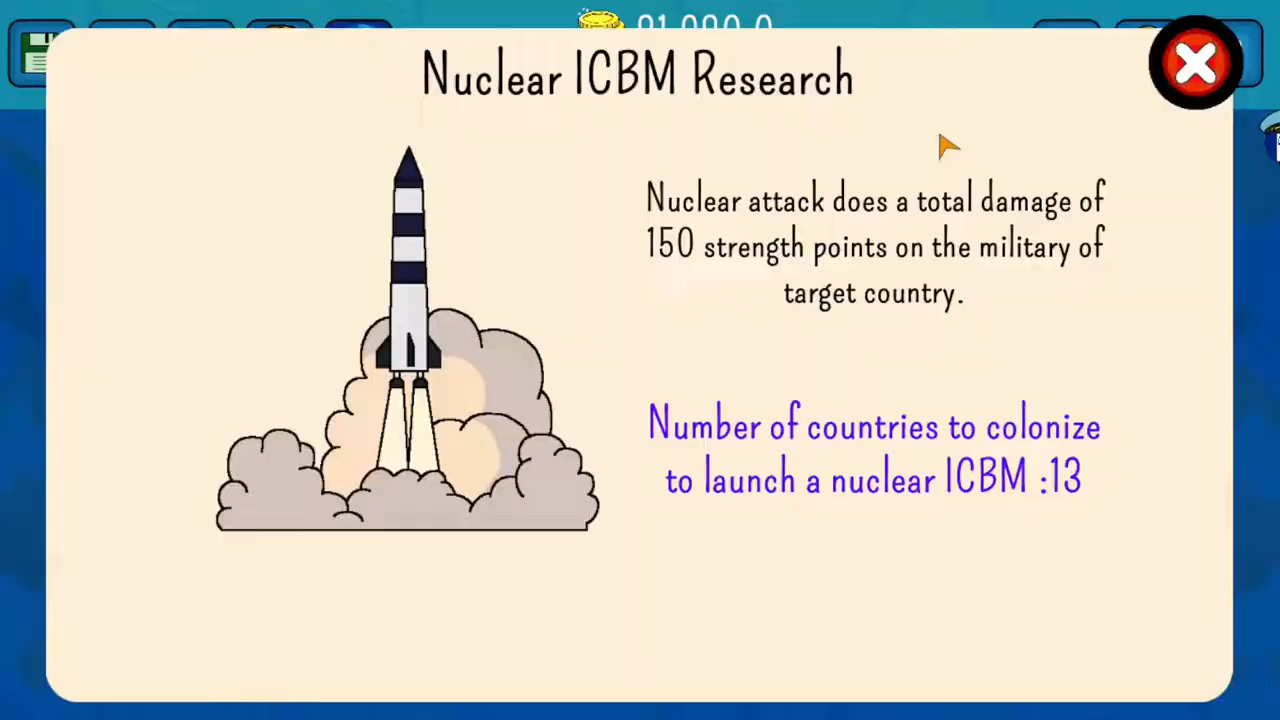 Nuclear ICBM Research
Nuclear attack does a total damage of
150 strength points on the military of
target country.
Number of countries to colonize
to launch a nuclear ICBM :13